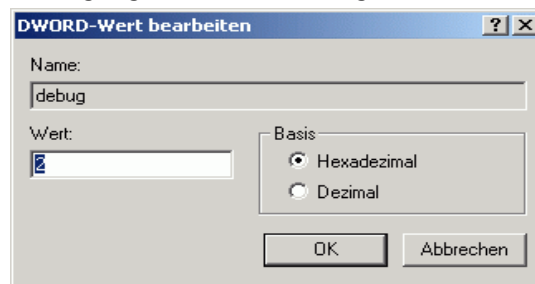 DWORD-Wert bearbeiten
Name:
debug
Wert:
2
Basis
Hexadezimal
Dezimal
OK
Abbrechen